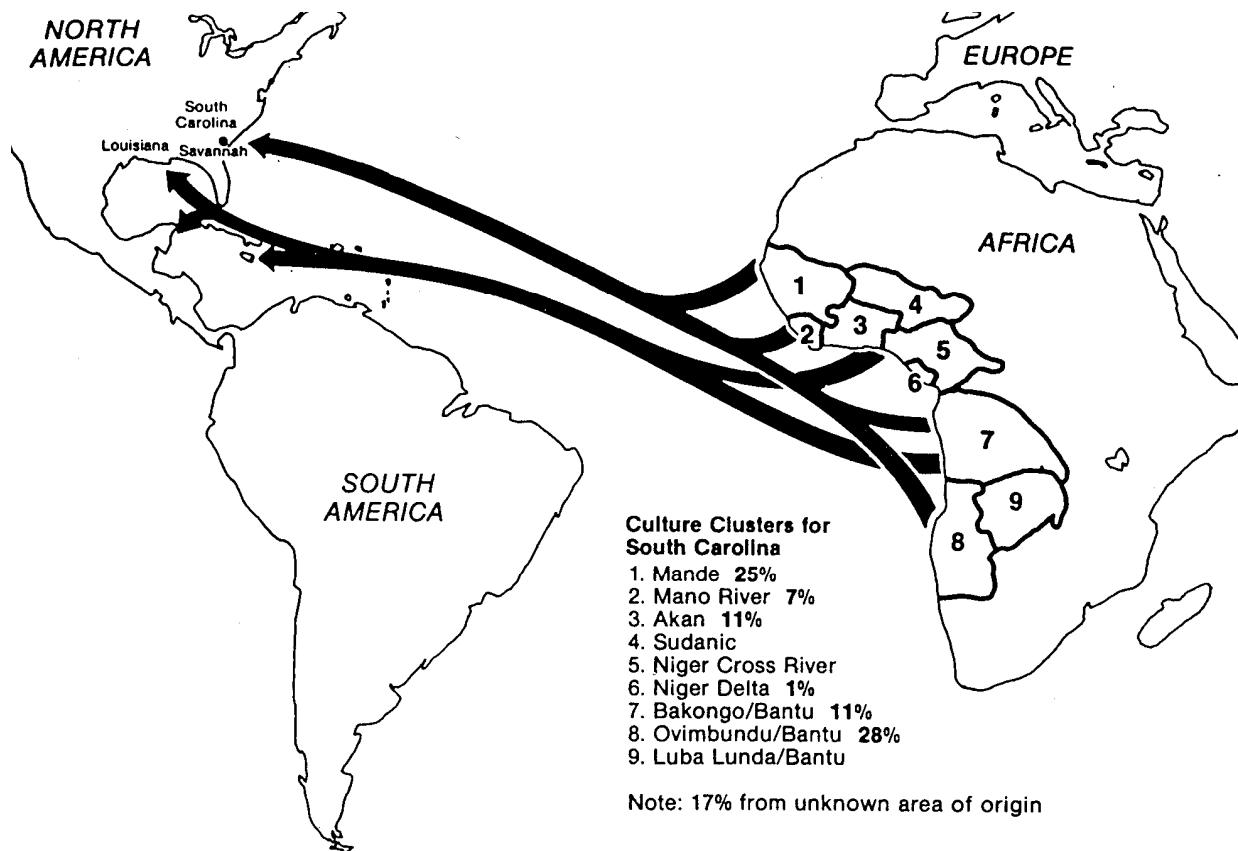 NORTH
AMERICA
EUROPE
South
Carolina
Louisiana
Savannah
AFRICA
1
4
3
2
5
6
7
SOUTH
AMERICA
9
8
Culture Clusters for
South Carolina
1. Mande 25%
2. Mano River 7%
3. Akan 11%
4. Sudanic
5. Niger Cross River
6. Niger Delta 1%
7. Bakongo/Bantu 11%
8. Ovimbundu/Bantu 28%
9. Luba Lunda/Bantu
Note: 17% from unknown area of origin